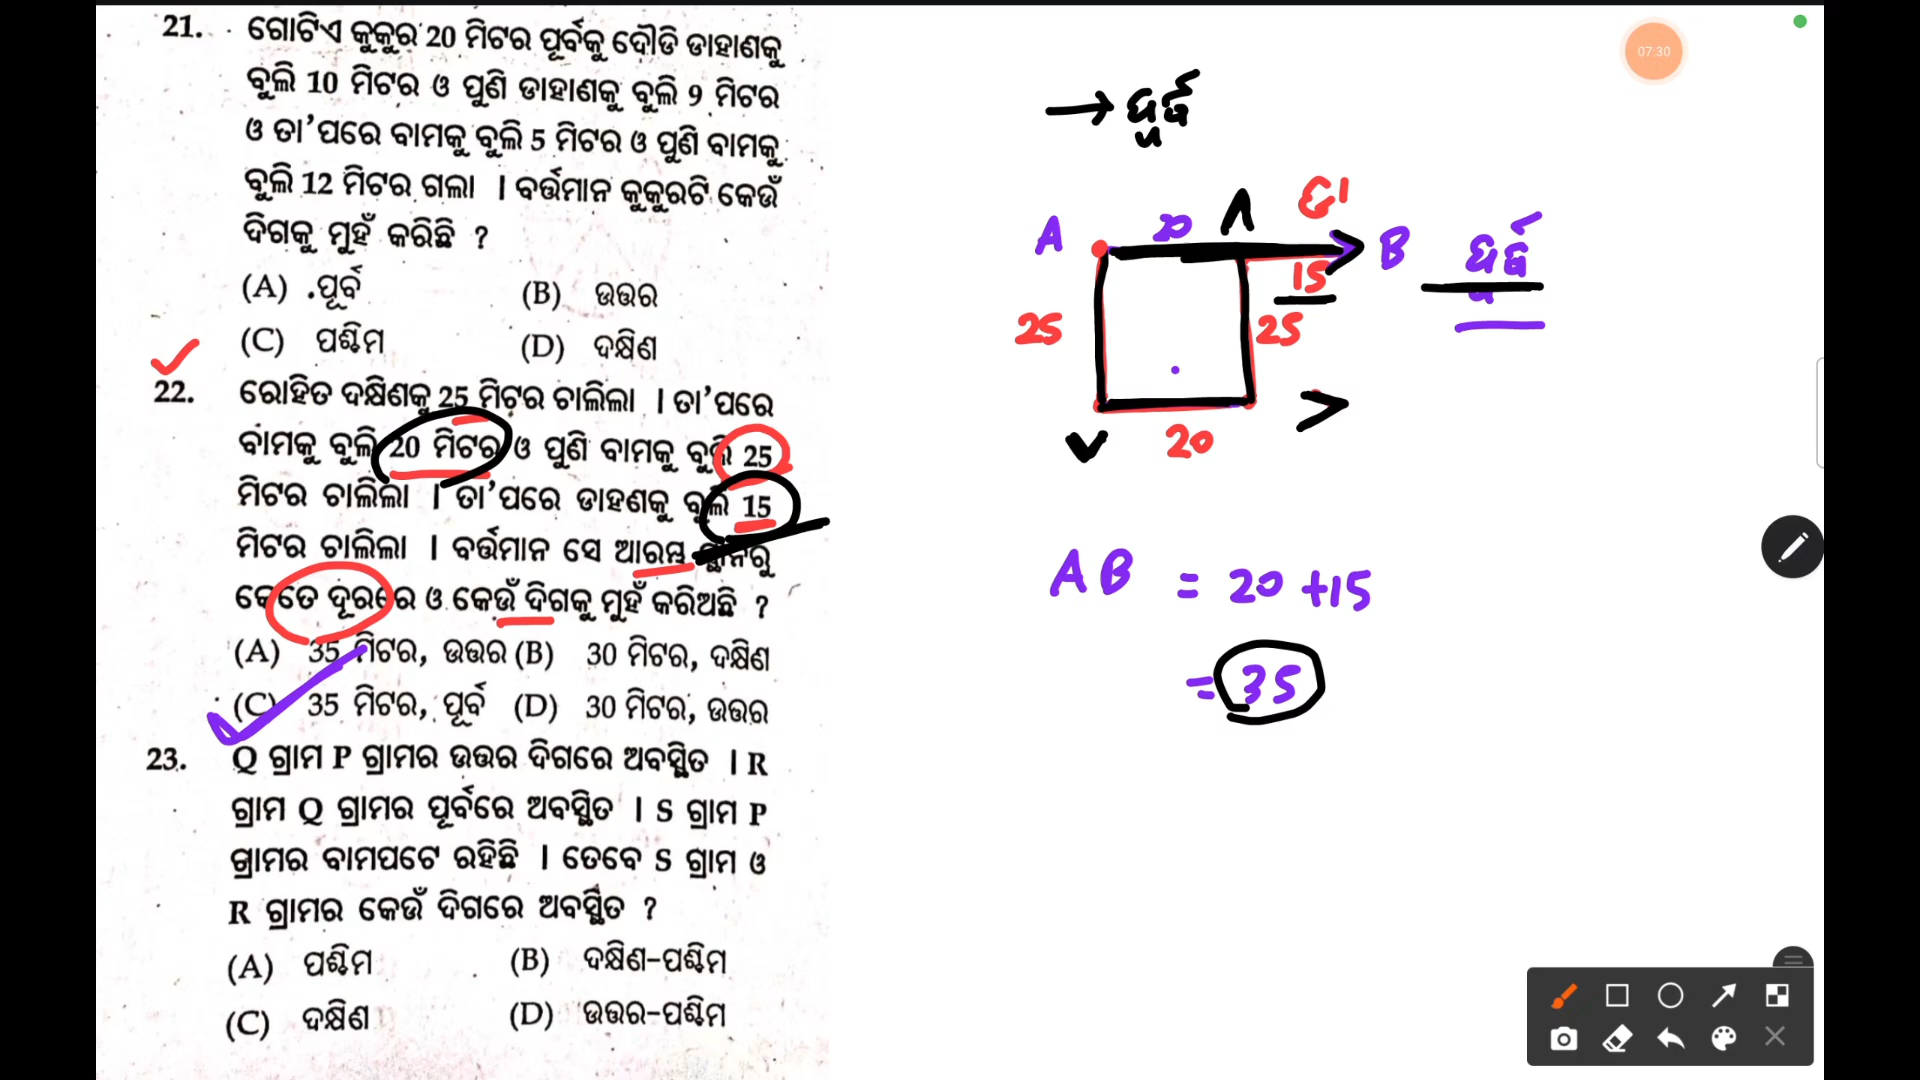 21. ଗୋଟିଏ କୁକୁର 20 ମିଟର ପୂର୍ବକୁ ଦୌଡି ଡାହାଣକୁ
ବୁଲି 10 ମିଟର ଓ ପୁଣି ଡାହାଣକୁ ବୁଲି 9 ମିଟର
ଓ ତା’ପରେ ବାମକୁ ବୁଲି 5 ମିଟର ଓ ପୁଣି ବାମକୁ
ବୁଲି 12 ମିଟର ଗଲା । ବର୍ତ୍ତମାନ କୁକୁରଟି କେଉଁ
ଦିଗକୁ ମୁହଁ କରିଛି ?
(A) ପୂର୍ବ (B) ଉତ୍ତର
(C) ପଶ୍ଚିମ (D) ଦକ୍ଷିଣ
22. ରୋହିତ ଦକ୍ଷିଣକୁ 25 ମିଟର ଚାଲିଲା । ତା’ପରେ
ବାମକୁ ବୁଲି 20 ମିଟର ଓ ପୁଣି ବାମକୁ ବୁଲି 25
ମିଟର ଚାଲିଲା । ତା’ପରେ ଡାହଣକୁ ବୁଲି 15
ମିଟର ଚାଲିଲା । ବର୍ତ୍ତମାନ ସେ ଆରମ୍ଭ ସ୍ଥାନରୁ
କେତେ ଦୂରରେ ଓ କେଉଁ ଦିଗକୁ ମୁହଁ କରିଅଛି ?
(A) 35 ମିଟର, ଉତ୍ତର (B) 30 ମିଟର, ଦକ୍ଷିଣ
(C) 35 ମିଟର, ପୂର୍ବ (D) 30 ମିଟର, ଉତ୍ତର
23. Q ଗ୍ରାମ P ଗ୍ରାମର ଉତ୍ତର ଦିଗରେ ଅବସ୍ଥିତ । R
ଗ୍ରାମ Q ଗ୍ରାମର ପୂର୍ବରେ ଅବସ୍ଥିତ । S ଗ୍ରାମ P
ଗ୍ରାମର ବାମପଟେ ରହିଛି । ତେବେ S ଗ୍ରାମ ଓ
R ଗ୍ରାମର କେଉଁ ଦିଗରେ ଅବସ୍ଥିତ ?
(A) ପଶ୍ଚିମ (B) ଦକ୍ଷିଣ-ପଶ୍ଚିମ
(C) ଦକ୍ଷିଣ (D) ଉତ୍ତର-ପଶ୍ଚିମ
07:30
ପୂର୍ବ
ଡା
A 20 B ପୂର୍ବ
15
25 25
20
AB = 20 +15
= 35